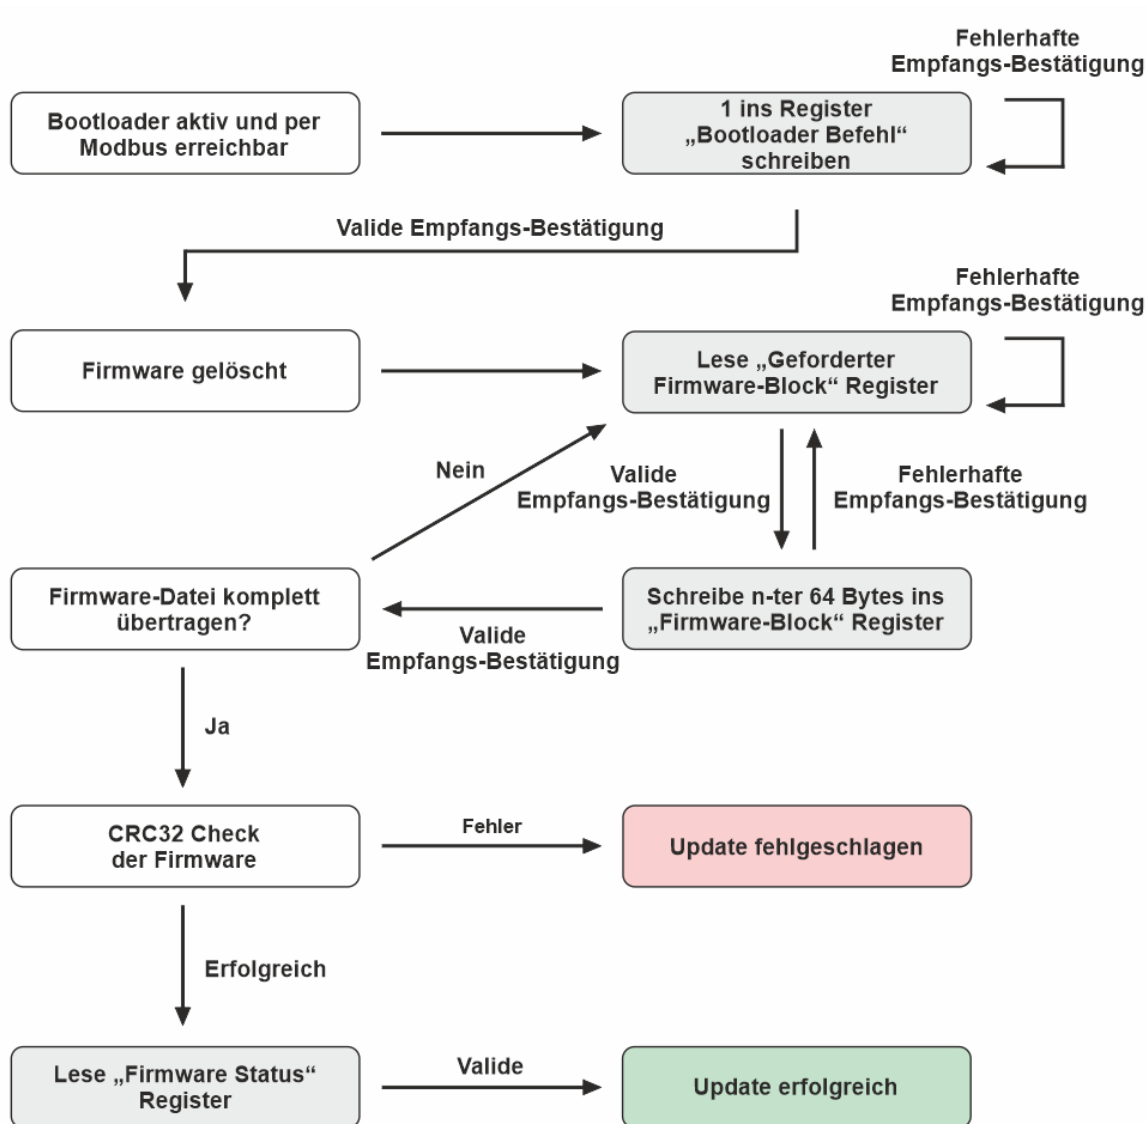 Fehlerhafte
Empfangs-Bestätigung
Bootloader aktiv und per
Modbus erreichbar
1 ins Register
„Bootloader Befehl“
schreiben
Valide Empfangs-Bestätigung
Fehlerhafte
Empfangs-Bestätigung
Firmware gelöscht
Lese „Geforderter
Firmware-Block“ Register
Nein
Valide
Empfangs-Bestätigung
Fehlerhafte
Empfangs-Bestätigung
Firmware-Datei komplett
übertragen?
Schreibe n-ter 64 Bytes ins
„Firmware-Block“ Register
Valide
Empfangs-Bestätigung
Ja
CRC32 Check
der Firmware
Fehler
Update fehlgeschlagen
Erfolgreich
Lese „Firmware Status“
Register
Valide
Update erfolgreich